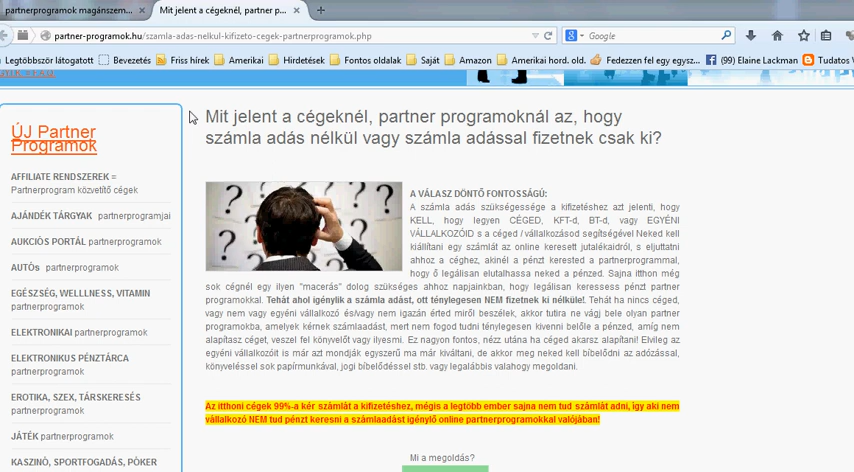 partnerprogramok magánszem...
Mit jelent a cégeknél, partner p...
partner-programok.hu/szamla-adas-nelkul-kifizeto-cegek-partnerprogramok.php
Google
Legtöbbször látogatott
Bevezetés
Friss hírek
Amerikai
Hirdetések
Fontos oldalak
Saját
Amazon
Amerikai hord. old.
Fedezzen fel egy egysz...
(99) Elaine Lackman
Tudatos V
GYIK =F.A.Q.
ÚJ Partner
Programok
AFFILIATE RENDSZEREK =
Partnerprogram közvetítő cégek
AJÁNDÉK TÁRGYAK partnerprogramjai
AUKCIÓS PORTÁL partnerprogramok
AUTÓs partnerprogramok
EGÉSZSÉG, WELLLNESS, VITAMIN
partnerprogramok
ELEKTRONIKAI partnerprogramok
ELEKTRONIKUS PÉNZTÁRCA
partnerprogramok
EROTIKA, SZEX, TÁRSKERESÉS
partnerprogramok
JÁTÉK partnerprogramok
KASZINÓ, SPORTFOGADÁS, PÓKER
Mit jelent a cégeknél, partner programoknál az, hogy
számla adás nélkül vagy számla adással fizetnek csak ki?
A VÁLASZ DÖNTŐ FONTOSSÁGÚ:
A számla adás szükségessége a kifizetéshez azt jelenti, hogy
KELL, hogy legyen CÉGED, KFT-d, BT-d, vagy EGYÉNI
VÁLLALKOZÓID s a céged / vállalkozásod segítségével Neked kell
kiállítani egy számlát az online keresett jutalékaidról, s eljuttatni
ahhoz a céghez, akinél a pénzt kerested a partnerprogrammal,
hogy ő legálisan elutalhassa neked a pénzed. Sajna itthon még
sok cégnél egy ilyen "macerás" dolog szükséges ahhoz napjainkban, hogy legálisan keressess pénzt partner
programokkal. Tehát ahol igénylik a számla adást, ott ténylegesen NEM fizetnek ki nélküle!. Tehát ha nincs céged,
vagy nem vagy egyéni vállalkozó és/vagy nem igazán érted miről beszélek, akkor tutira ne vágj bele olyan partner
programokba, amelyek kérnek számlaadást, mert nem fogod tudni ténylegesen kivenni belőle a pénzed, amíg nem
alapítasz céget, veszel fel könyvelőt vagy ilyesmi. Ez nagyon fontos, nézz utána ha céged akarsz alapítani! Elvileg az
egyéni vállalkozóit is már azt mondják egyszerű ma már kiváltani, de akkor meg neked kell bíbelődni az adózással,
könyveléssel sok papírmunkával, jogi bíbelődéssel stb. vagy legalábbis valahogy megoldani.
Az itthoni cégek 99%-a kér számlát a kifizetéshez, mégis a legtöbb ember sajna nem tud számlát adni, így aki nem
vállalkozó NEM tud pénzt keresni a számlaadást igénylő online partnerprogramokkal valójában!
Mi a megoldás?